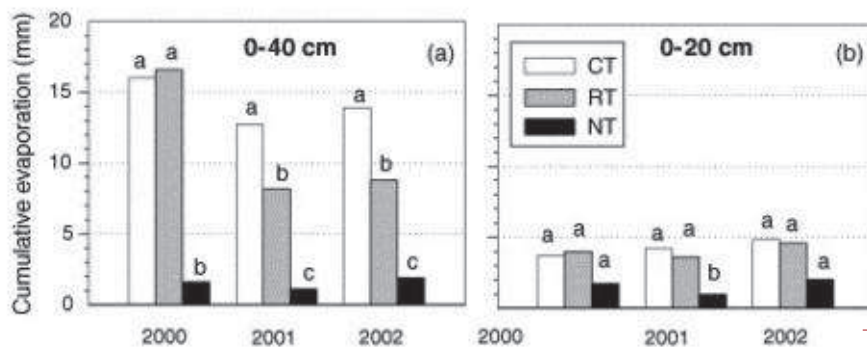 Cumulative evaporation (mm)
20
15
10
5
0
0-40 cm
(a)
a a
b
a
b
c
a
b
c
2000 2001 2002
0-20 cm
(b)
CT
RT
NT
a a
a
a a
b
a a
a
2000 2001 2002